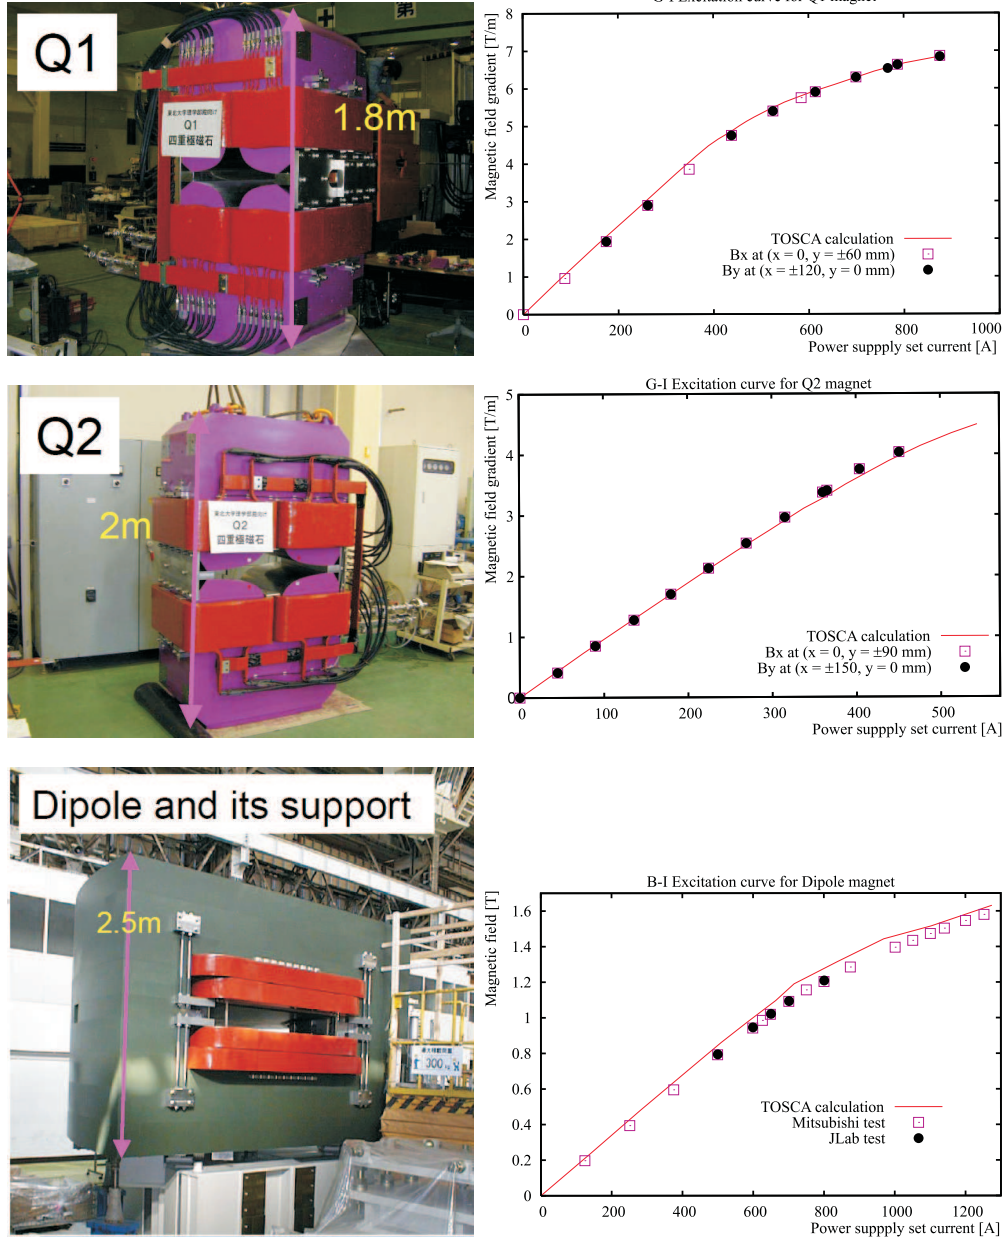 Q1
1.8m
東北大学理学部殿向け
Q1
四重極磁石
8
7
6
5
4
3
2
1
0
Magnetic field gradient [T/m]
TOSCA calculation
Bx at (x = 0, y = ±60 mm)
By at (x = ±120, y = 0 mm)
0 200 400 600 800 1000
Power suppply set current [A]
Q2
2m
東北大学理学部殿向け
Q2
四重極磁石
G-I Excitation curve for Q2 magnet
5
4
3
2
1
0
Magnetic field gradient [T/m]
TOSCA calculation
Bx at (x = 0, y = ±90 mm)
By at (x = ±150, y = 0 mm)
0 100 200 300 400 500
Power suppply set current [A]
Dipole and its support
2.5m
300
B-I Excitation curve for Dipole magnet
1.6
1.4
1.2
1
0.8
0.6
0.4
0.2
0
Magnetic field [T]
TOSCA calculation
Mitsubishi test
JLab test
0 200 400 600 800 1000 1200
Power suppply set current [A]